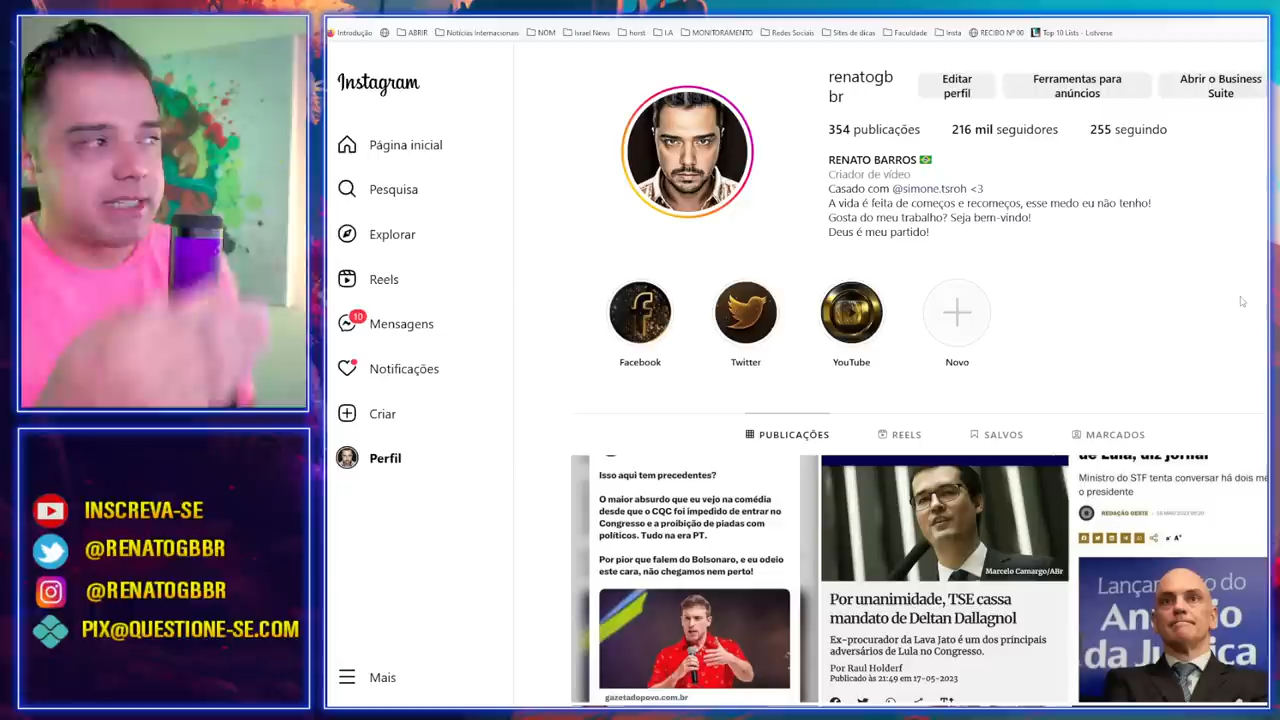 Introdução
ABRIR
Notícias Internacionais
NOM
Israel News
horst
I.A
MONITORAMENTO
Redes Sociais
Sites de dicas
Faculdade
Insta
RECIBO Nº 00
Top 10 Lists - Listverse
Instagram
Página inicial
Pesquisa
Explorar
Reels
10
Mensagens
Notificações
Criar
Perfil
Mais
renatogb
br
Editar
perfil
Ferramentas para
anúncios
Abrir o Business
Suite
354 publicações 216 mil seguidores 255 seguindo
RENATO BARROS
Criador de vídeo
Casado com @simone.tsroh <3
A vida é feita de começos e recomeços, esse medo eu não tenho!
Gosta do meu trabalho? Seja bem-vindo!
Deus é meu partido!
Facebook
Twitter
YouTube
Novo
PUBLICAÇÕES
REELS
SALVOS
MARCADOS
Isso aqui tem precedentes?
O maior absurdo que eu vejo na comédia
desde que o CQC foi impedido de entrar no
Congresso e a proibição de piadas com
políticos. Tudo na era PT.
Por pior que falem do Bolsonaro, e eu odeio
este cara, não chegamos nem perto!
gazetadopovo.com.br
Marcelo Camargo/ABr
Por unanimidade, TSE cassa
mandato de Deltan Dallagnol
Ex-procurador da Lava Jato é um dos principais
adversários de Lula no Congresso.
Por Raul Holderf
Publicado às 21:49 em 17-05-2023
de Lula, diz jornal
Ministro do STF tenta conversar há dois me
o presidente
REDAÇÃO OESTE
A+
Lançam
o do
An
a
da J
iça
INSCREVA-SE
@RENATOGBBR
@RENATOGBBR
PIX@QUESTIONE-SE.COM